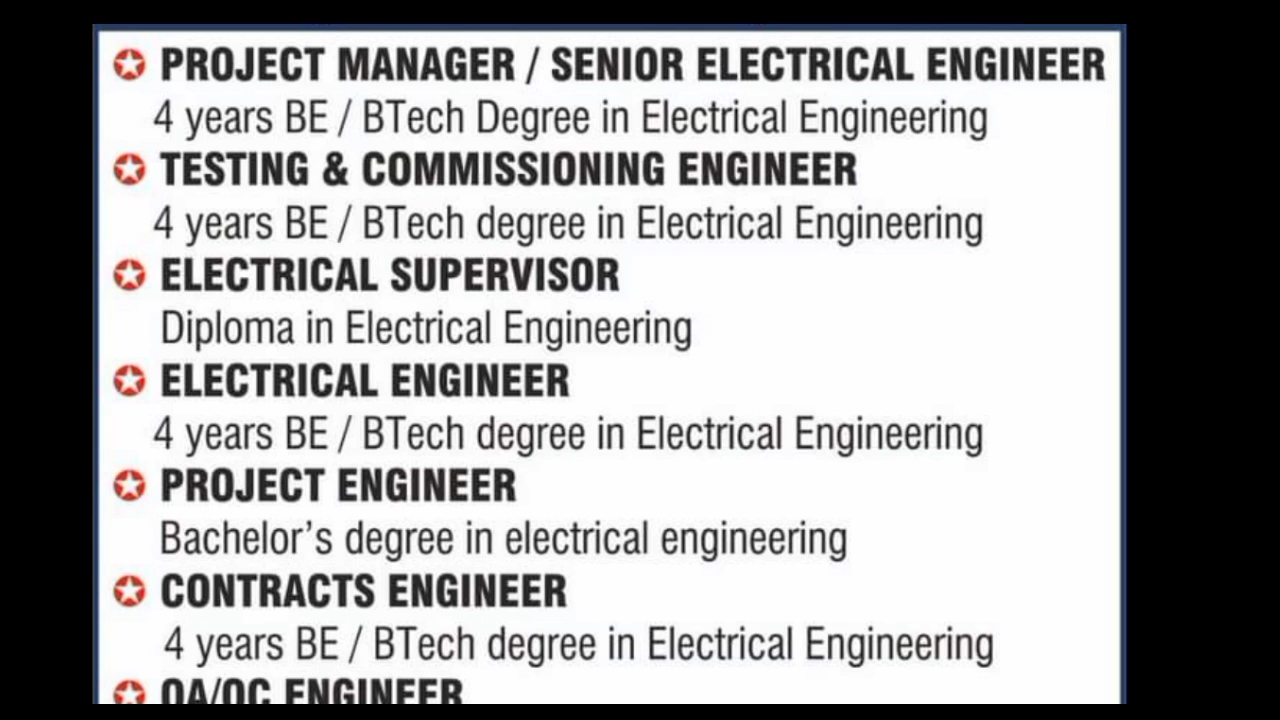 PROJECT MANAGER / SENIOR ELECTRICAL ENGINEER
4 years BE / BTech Degree in Electrical Engineering
TESTING & COMMISSIONING ENGINEER
4 years BE / BTech degree in Electrical Engineering
ELECTRICAL SUPERVISOR
Diploma in Electrical Engineering
ELECTRICAL ENGINEER
4 years BE / BTech degree in Electrical Engineering
PROJECT ENGINEER
Bachelor’s degree in electrical engineering
CONTRACTS ENGINEER
4 years BE / BTech degree in Electrical Engineering
QA/QC ENGINEER